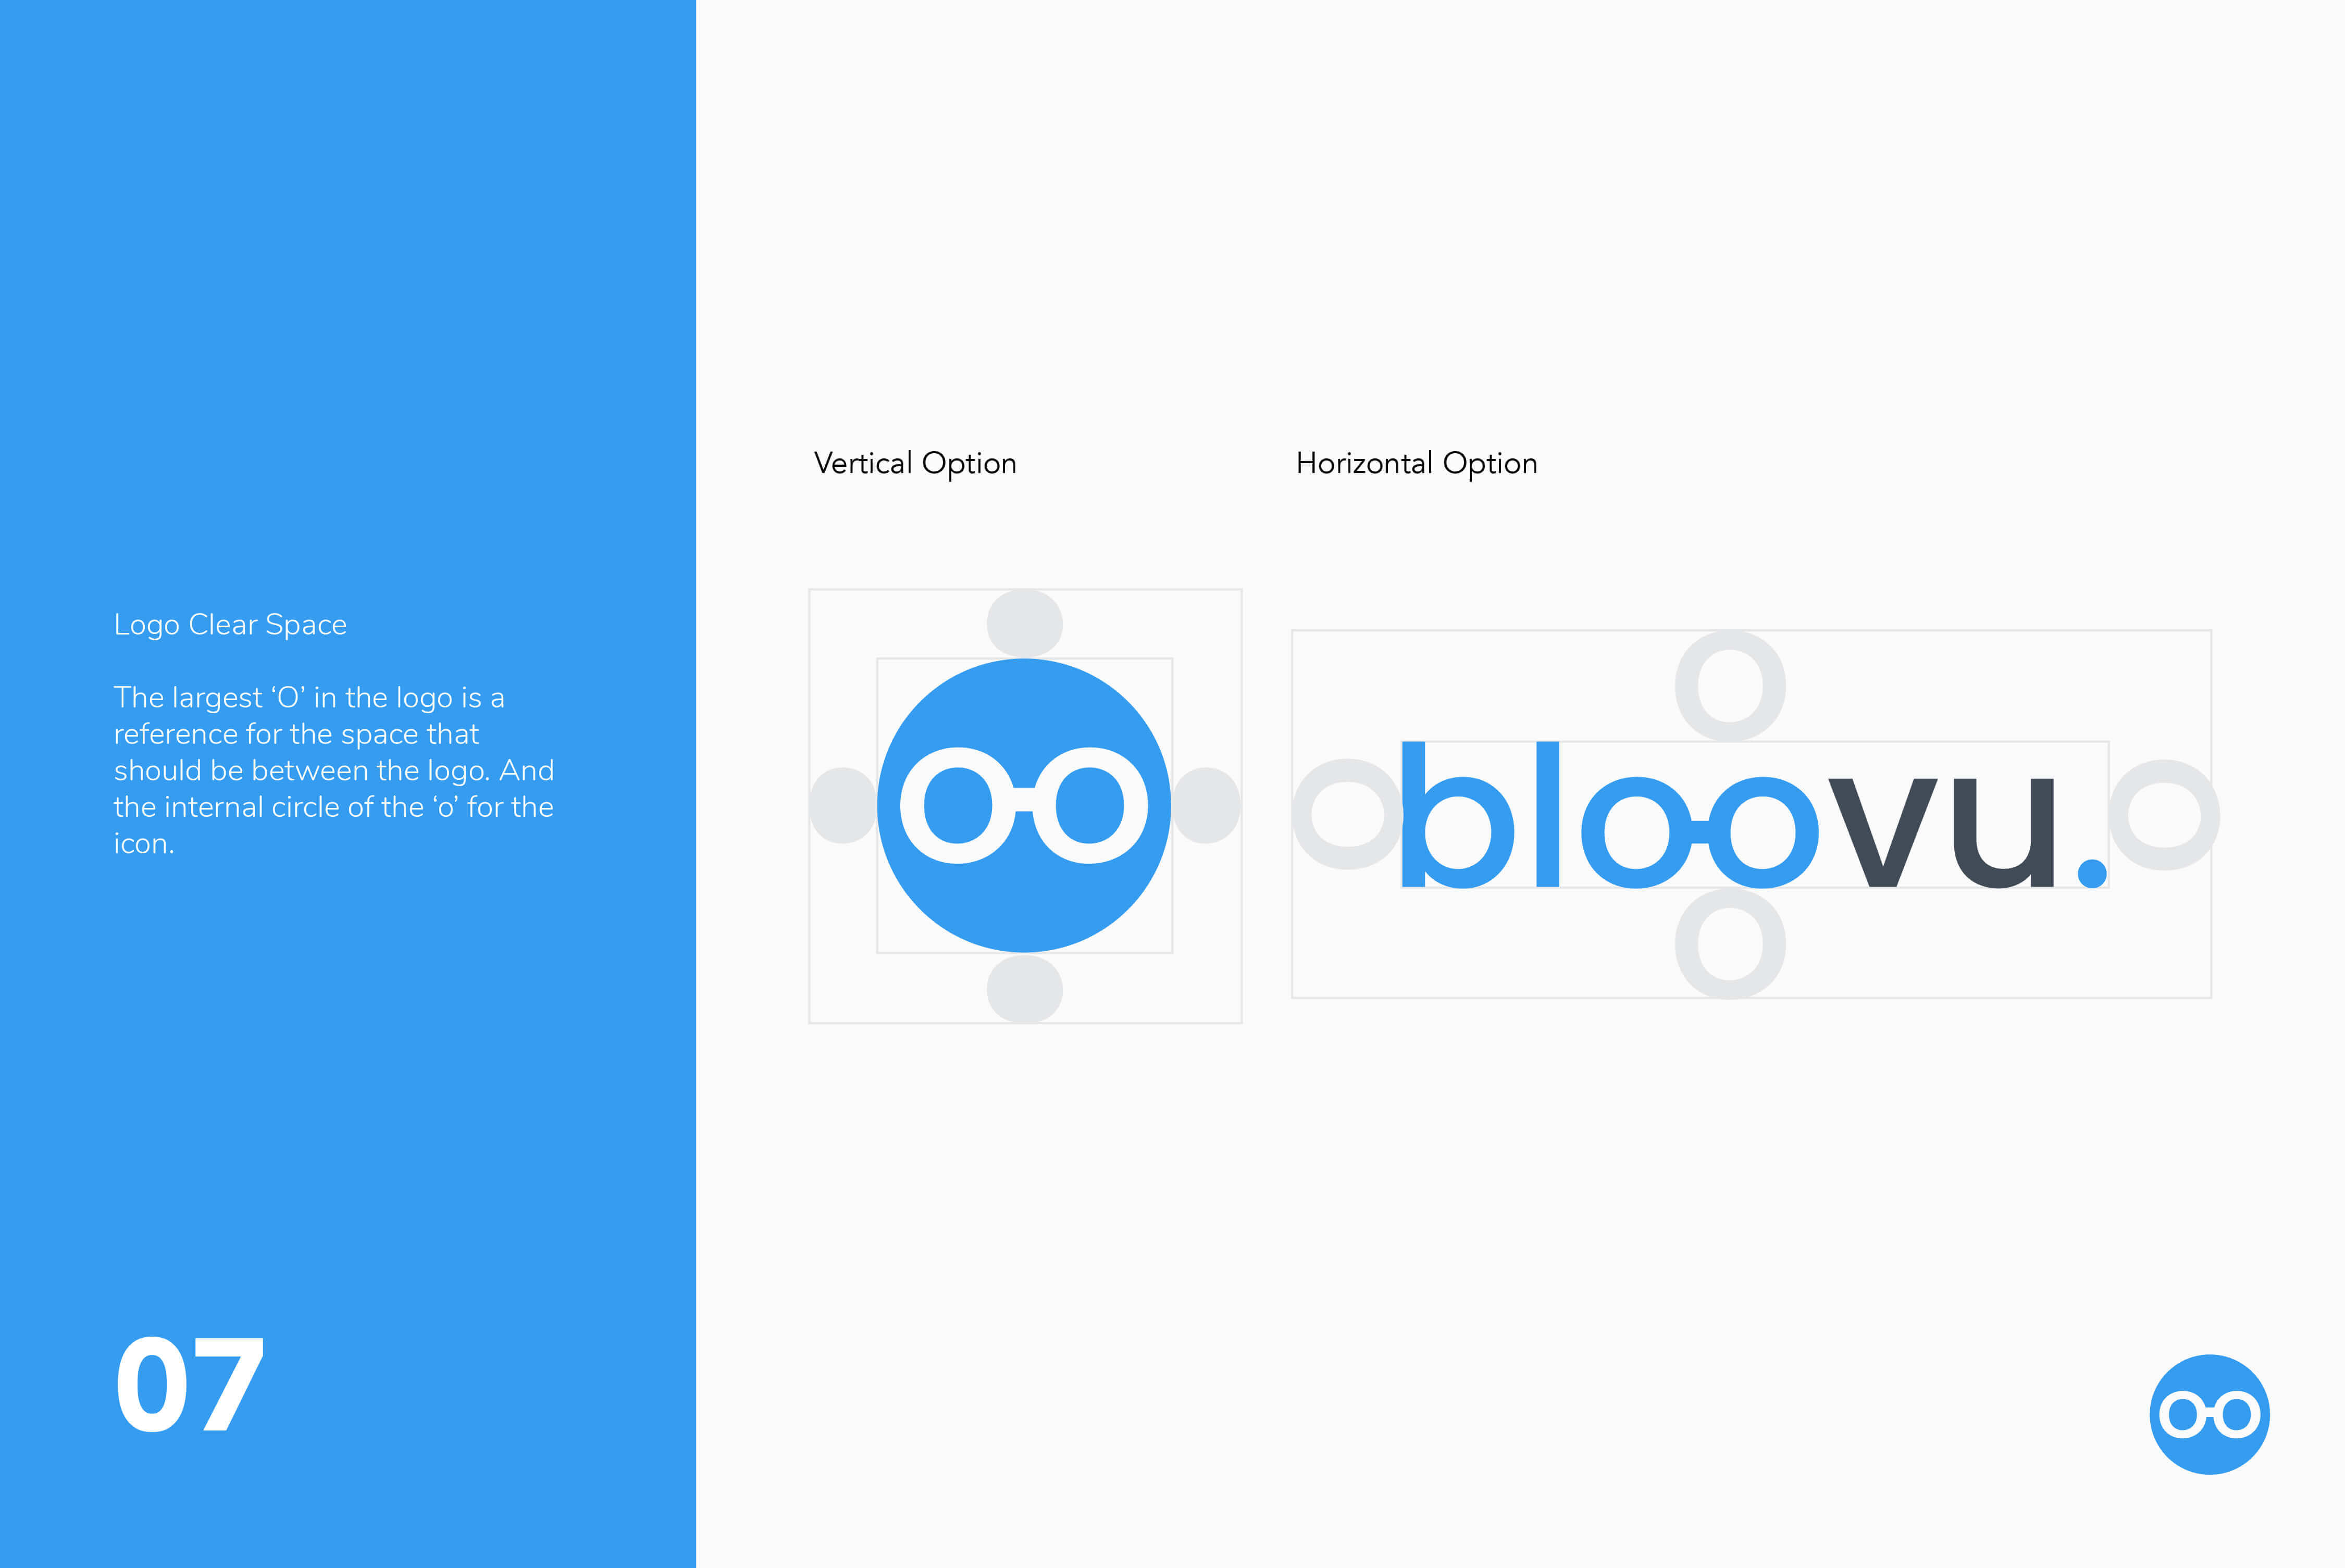 Logo Clear Space
The largest ‘O’ in the logo is a
reference for the space that
should be between the logo. And
the internal circle of the ‘o’ for the
icon.
07
Vertical Option
Horizontal Option
bloovu.